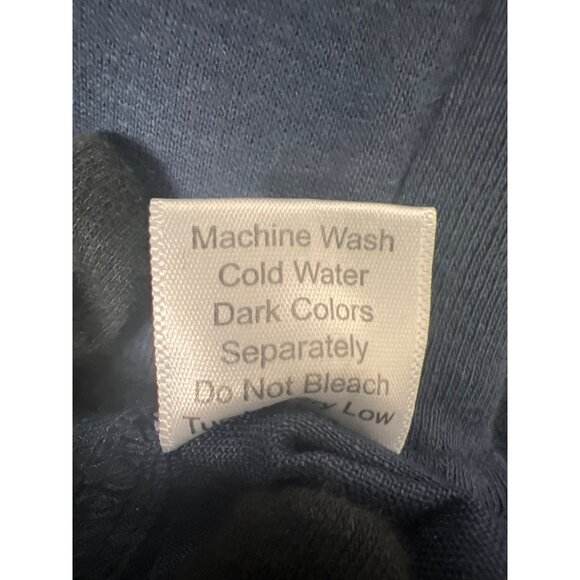 Machine Wash
Cold Water
Dark Colors
Separately
Do Not Bleach
Low